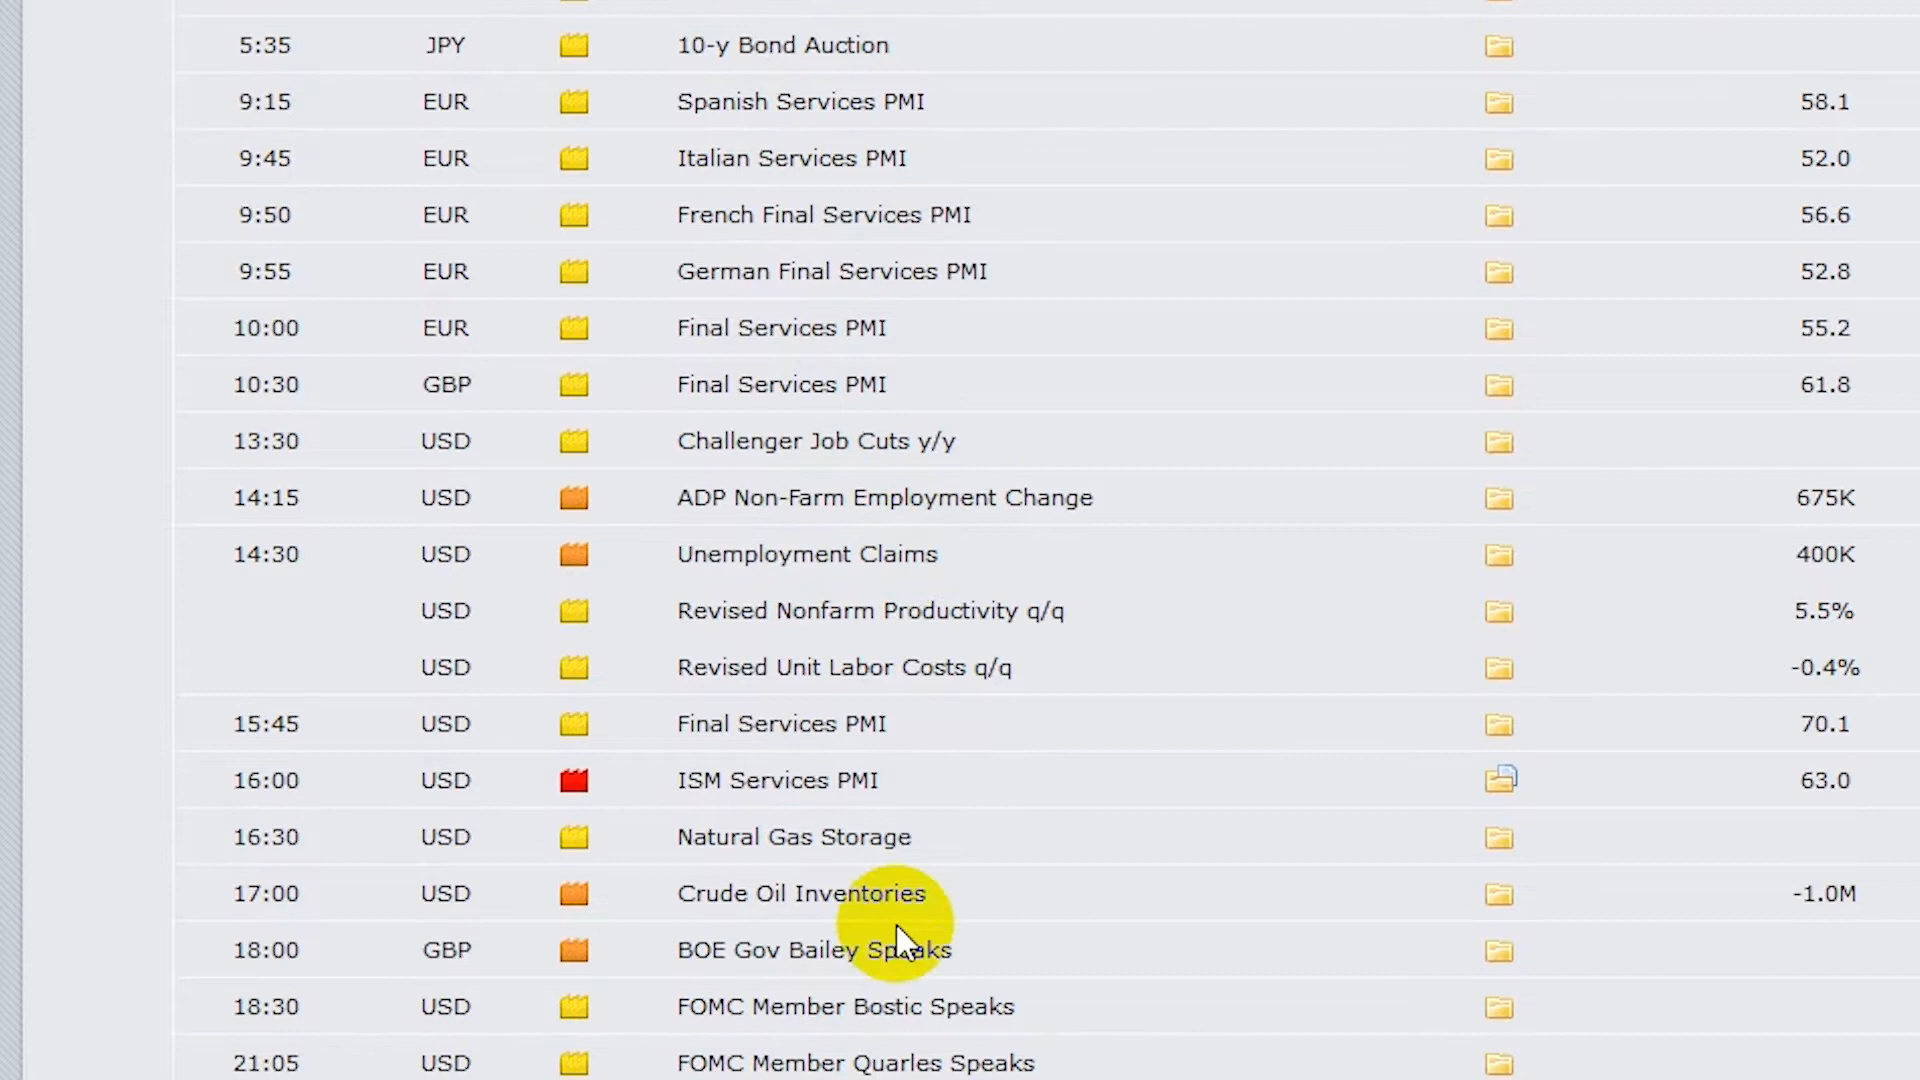 5:35 JPY 10-y Bond Auction
9:15 EUR Spanish Services PMI 58.1
9:45 EUR Italian Services PMI 52.0
9:50 EUR French Final Services PMI 56.6
9:55 EUR German Final Services PMI 52.8
10:00 EUR Final Services PMI 55.2
10:30 GBP Final Services PMI 61.8
13:30 USD Challenger Job Cuts y/y
14:15 USD ADP Non-Farm Employment Change 675K
14:30 USD Unemployment Claims 400K
USD Revised Nonfarm Productivity q/q 5.5%
USD Revised Unit Labor Costs q/q -0.4%
15:45 USD Final Services PMI 70.1
16:00 USD ISM Services PMI 63.0
16:30 USD Natural Gas Storage
17:00 USD Crude Oil Inventories -1.0M
18:00 GBP BOE Gov Bailey Speaks
18:30 USD FOMC Member Bostic Speaks
21:05 USD FOMC Member Quarles Speaks